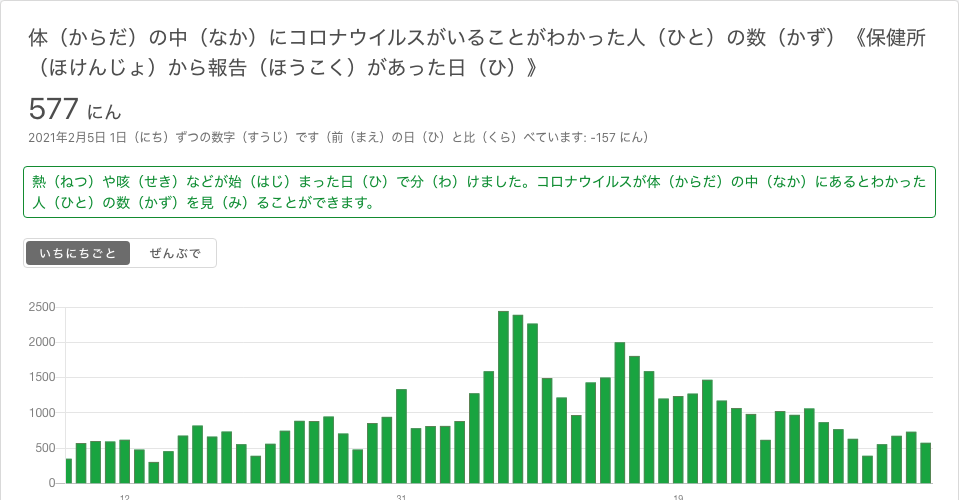 体（からだ）の中（なか）にコロナウイルスがいることがわかった人（ひと）の数（かず）《保健所
（ほけんじょ）から報告（ほうこく）があった日（ひ）》
577 にん
2021年2月5日 1日（にち）ずつの数字（すうじ）です（前（まえ）の日（ひ）と比（くら）べています: -157 にん）
熱（ねつ）や咳（せき）などが始（はじ）まった日（ひ）で分（わ）けました。コロナウイルスが体（からだ）の中（なか）にあるとわかった
人（ひと）の数（かず）を見（み）ることができます。
いちにちごと ぜんぶで
2500
2000
1500
1000
500
0
12 31 19